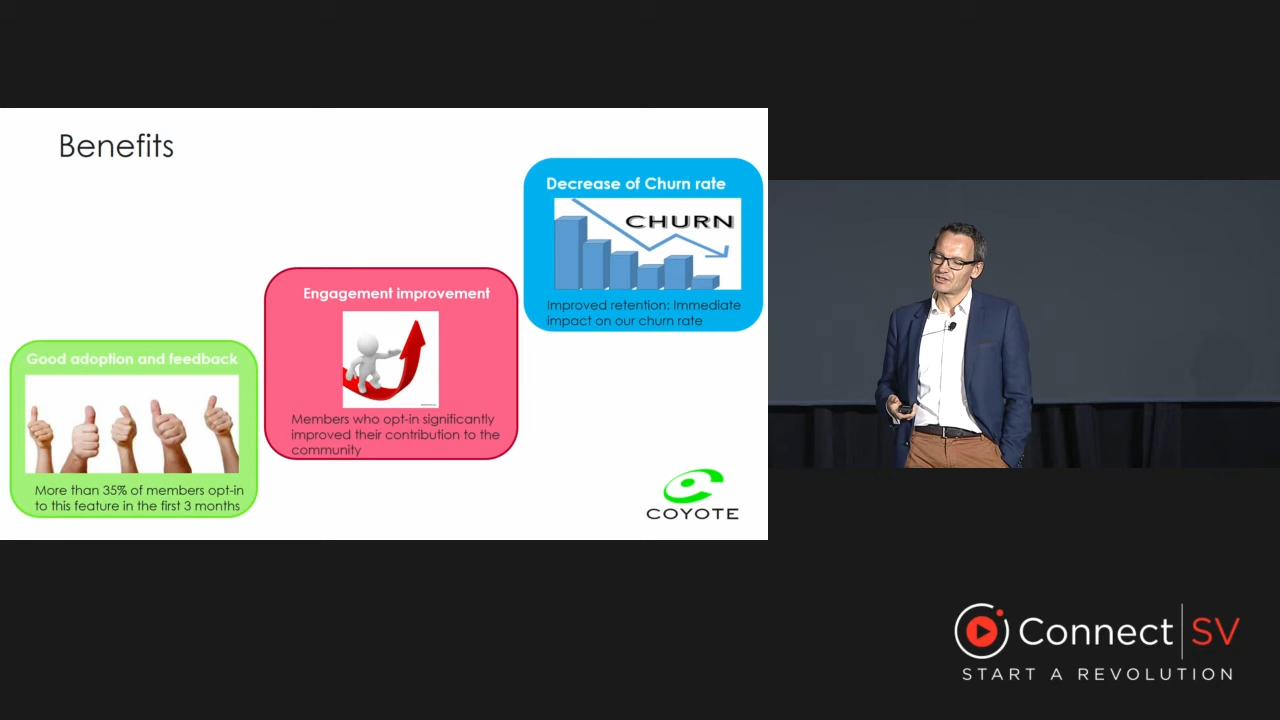 Benefits
Decrease of Churn rate
CHURN
Improved retention: Immediate
impact on our churn rate
Engagement improvement
Members who opt-in significantly
improved their contribution to the
community
Good adoption and feedback
More than 35% of members opt-in
to this feature in the first 3 months
COYOTE
Connect SV
START A REVOLUTION